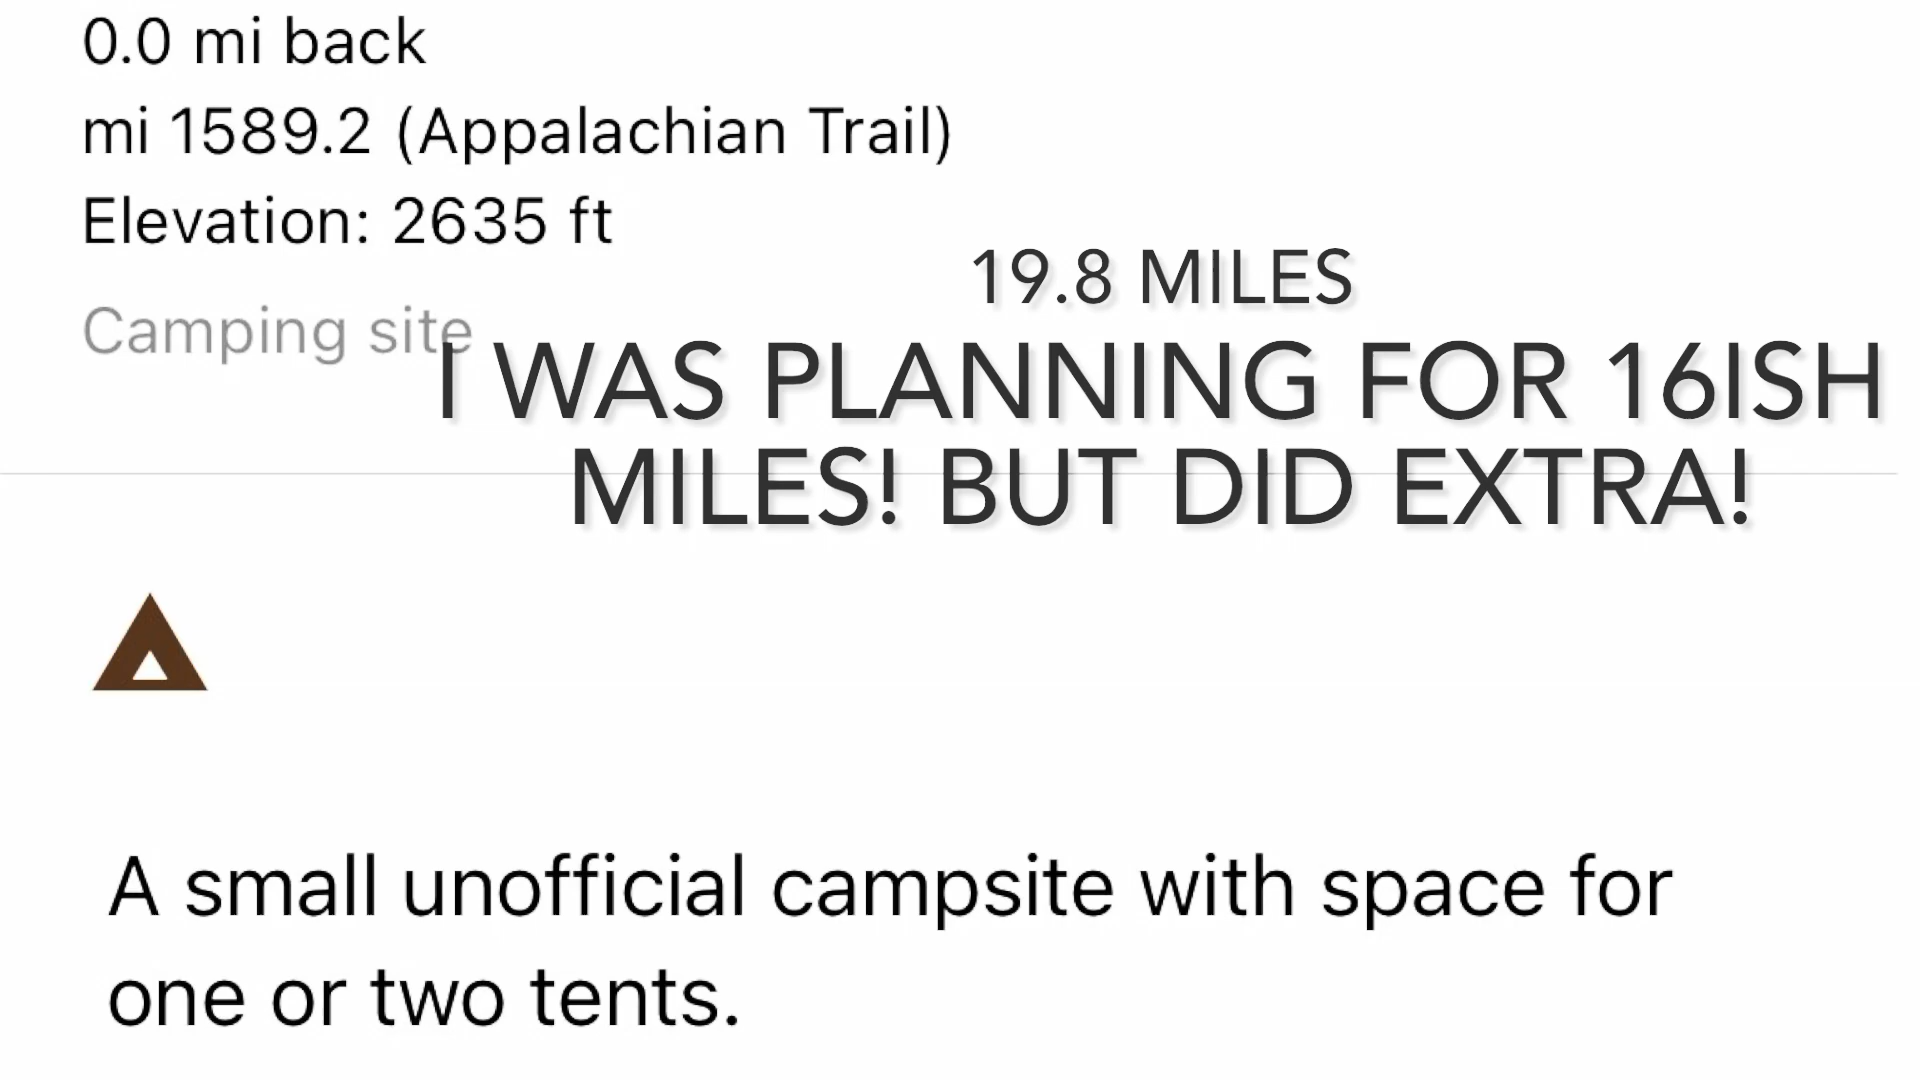 0.0 mi back
mi 1589.2 (Appalachian Trail)
Elevation: 2635 ft
Camping site
19.8 MILES
I WAS PLANNING FOR 16ISH
MILES! BUT DID EXTRA!
A small unofficial campsite with space for
one or two tents.